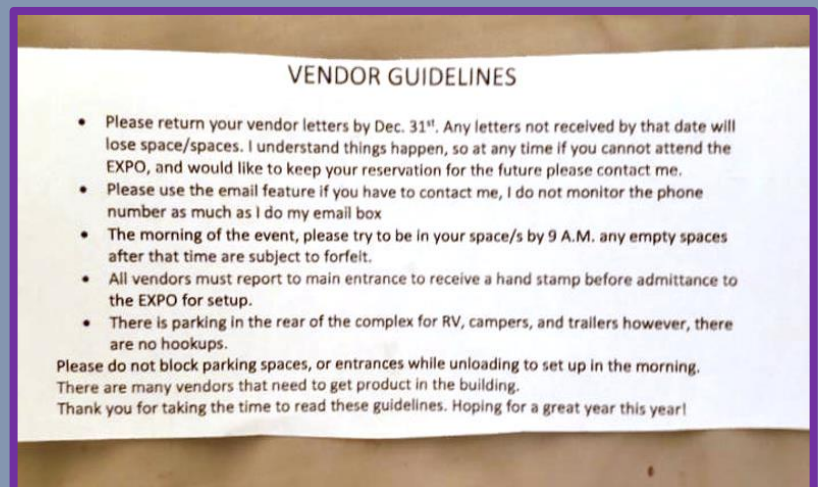 VENDOR GUIDELINES
• Please return your vendor letters by Dec. 31st. Any letters not received by that date will
lose space/spaces. I understand things happen, so at any time if you cannot attend the
EXPO, and would like to keep your reservation for the future please contact me.
• Please use the email feature if you have to contact me, I do not monitor the phone
number as much as I do my email box
• The morning of the event, please try to be in your space/s by 9 A.M. any empty spaces
after that time are subject to forfeit.
• All vendors must report to main entrance to receive a hand stamp before admittance to
the EXPO for setup.
• There is parking in the rear of the complex for RV, campers, and trailers however, there
are no hookups.
Please do not block parking spaces, or entrances while unloading to set up in the morning.
There are many vendors that need to get product in the building.
Thank you for taking the time to read these guidelines. Hoping for a great year this year!